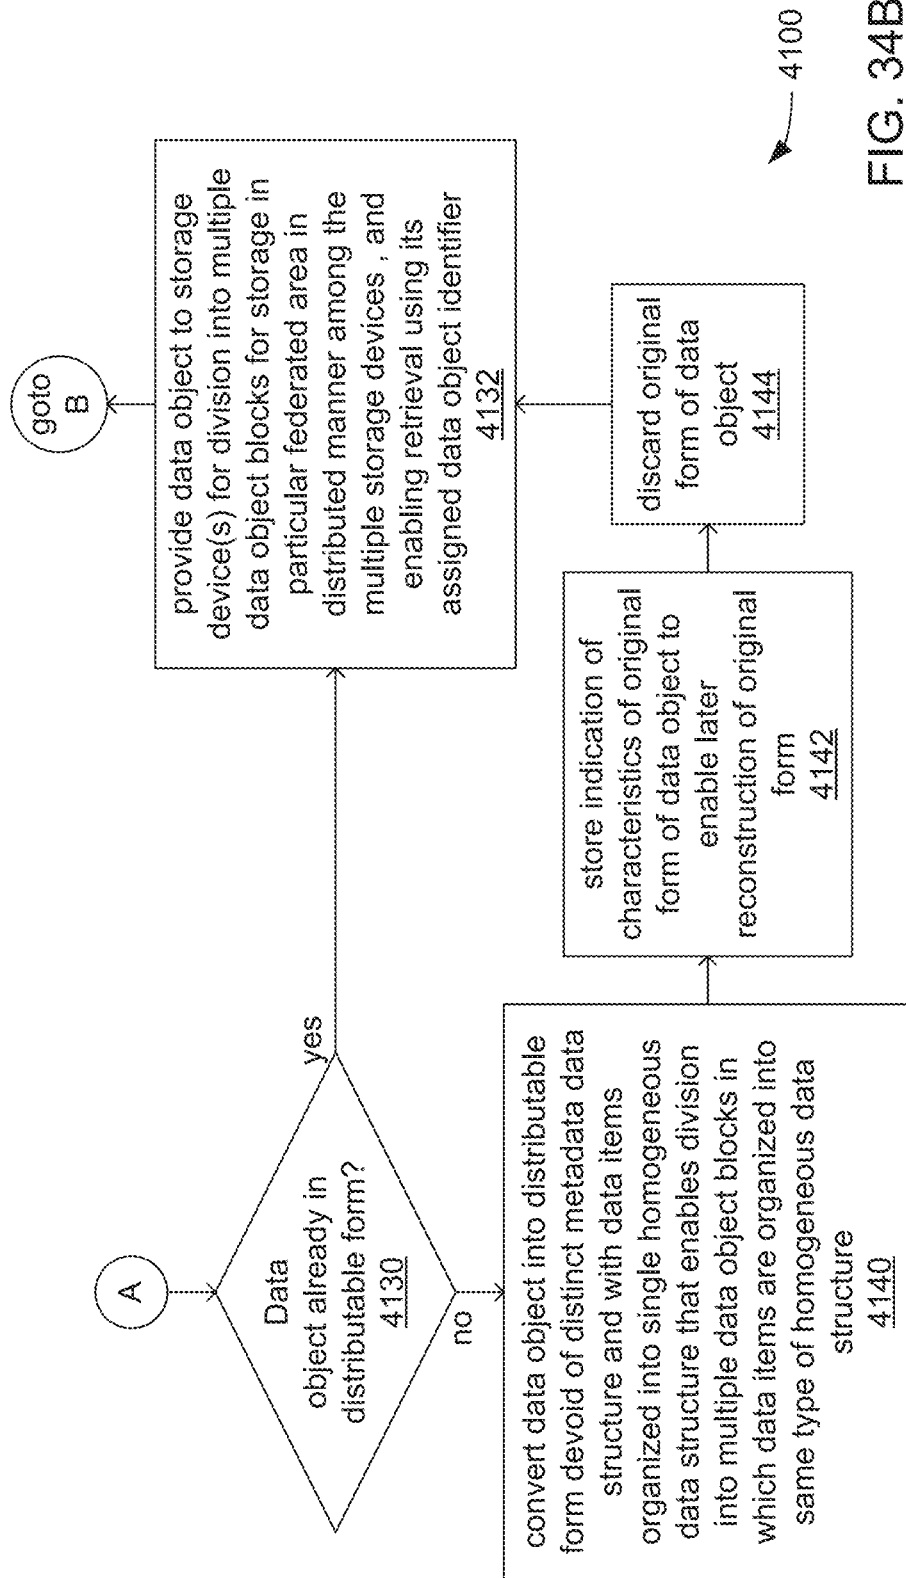 A
Data
object already in
distributable form?
4130
yes
no
provide data object to storage
device(s) for division into multiple
data object blocks for storage in
particular federated area in
distributed manner among the
multiple storage devices , and
enabling retrieval using its
assigned data object identifier
4132
goto
B
convert data object into distributable
form devoid of distinct metadata data
structure and with data items
organized into single homogeneous
data structure that enables division
into multiple data object blocks in
which data items are organized into
same type of homogeneous data
structure
4140
store indication of
characteristics of original
form of data object to
enable later
reconstruction of original
form
4142
discard original
form of data
object
4144
4100
FIG. 34B